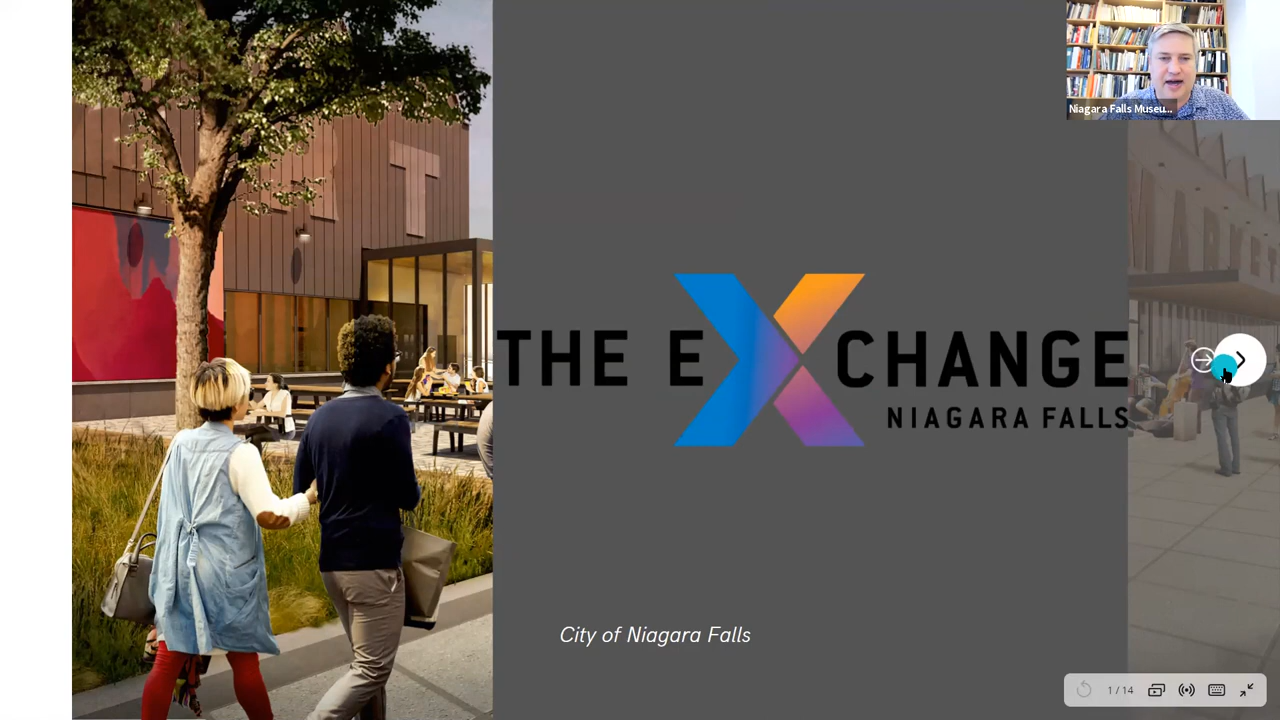 Niagara Falls Museu...
THE EXCHANGE
NIAGARA FALLS
City of Niagara Falls
1 / 14